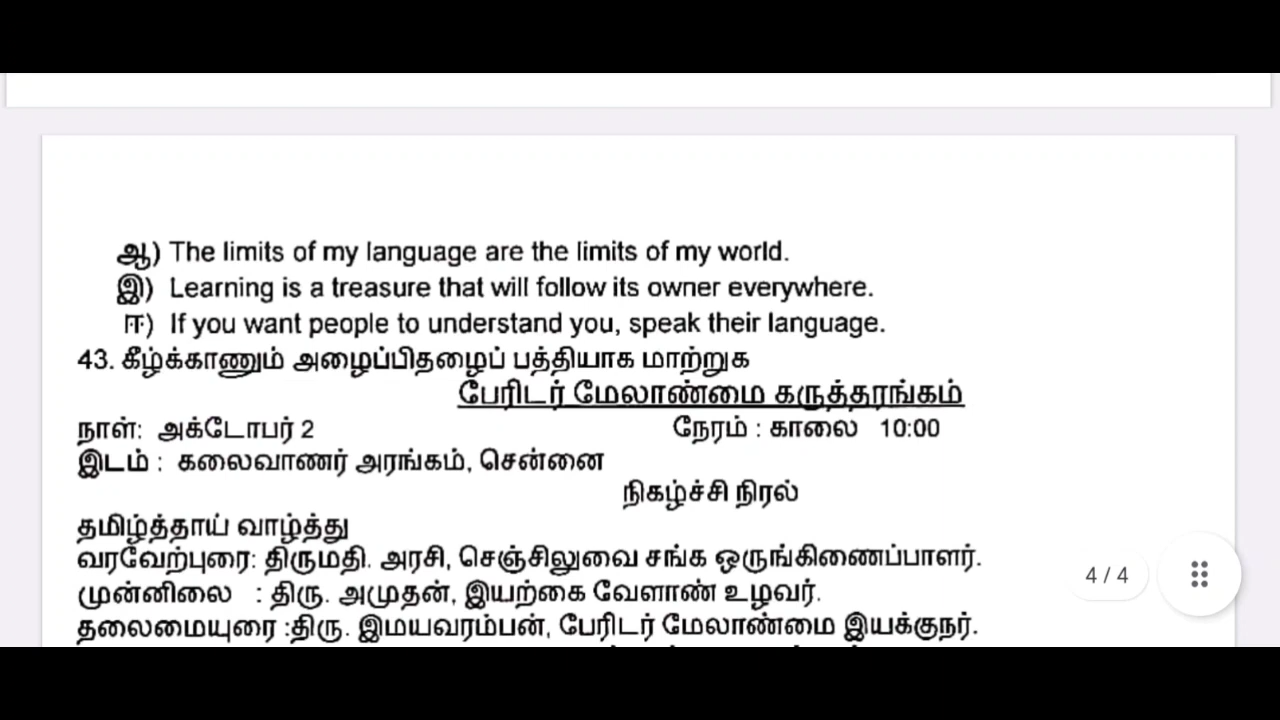 ஆ) The limits of my language are the limits of my world.
இ) Learning is a treasure that will follow its owner everywhere.
ஈ) If you want people to understand you, speak their language.
43. கீழ்க்காணும் அழைப்பிதழைப் பத்தியாக மாற்றுக
பேரிடர் மேலாண்மை கருத்தரங்கம்
நாள்: அக்டோபர் 2 நேரம் : காலை 10:00
இடம் : கலைவாணர் அரங்கம், சென்னை
நிகழ்ச்சி நிரல்
தமிழ்த்தாய் வாழ்த்து
வரவேற்புரை: திருமதி. அரசி, செஞ்சிலுவை சங்க ஒருங்கிணைப்பாளர்.
முன்னிலை : திரு. அமுதன், இயற்கை வேளாண் உழவர்.
தலைமையுரை :திரு. இமயவரம்பன், பேரிடர் மேலாண்மை இயக்குநர்.
4 / 4